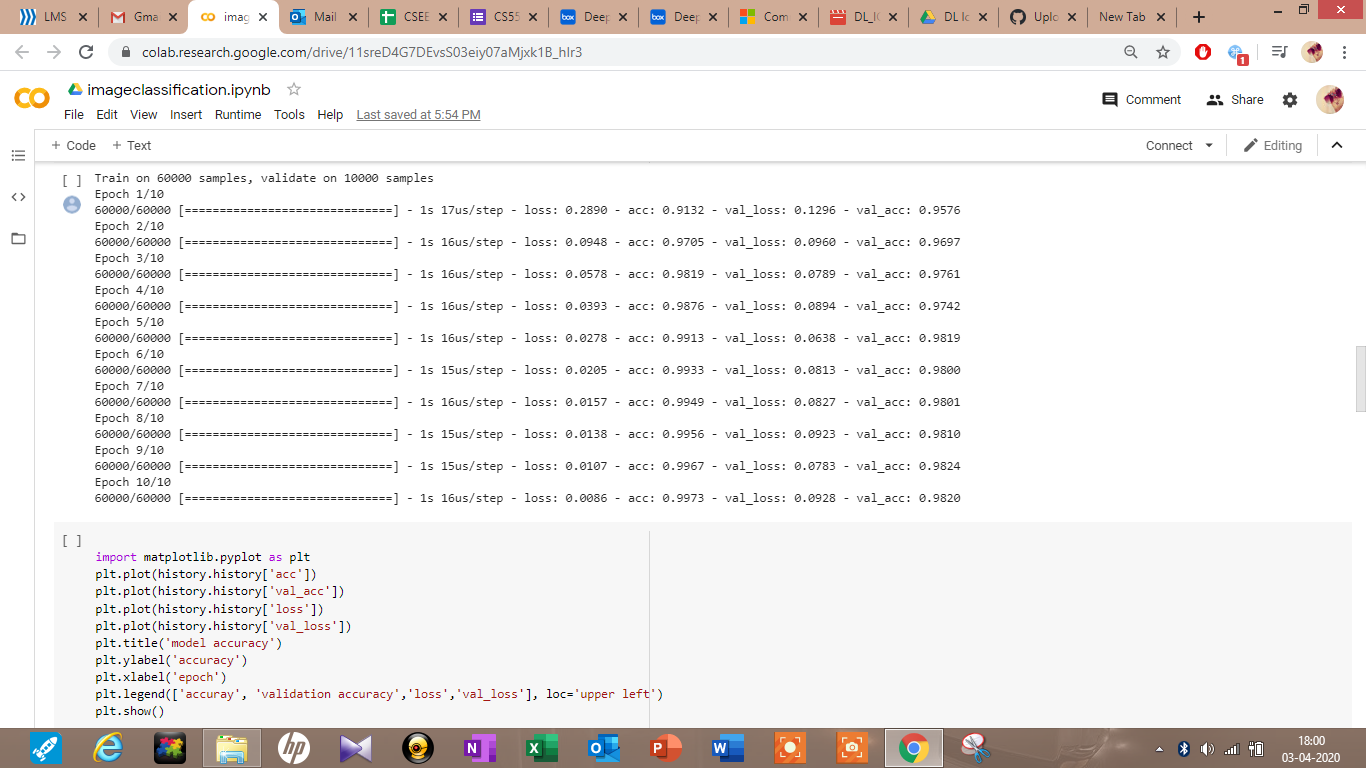 LMS
Gma
imag
Mail
CSEE
CS55
Deep
Deep
Com
DL_IC
DL Ic
Uplo
New Tab
colab.research.google.com/drive/11sreD4G7DEvsS03eiy07aMjxk1B_hIr3
1
imageclassification.ipynb
File Edit View Insert Runtime Tools Help Last saved at 5:54 PM
Comment Share
+ Code + Text
Connect Editing
[ ] Train on 60000 samples, validate on 10000 samples
Epoch 1/10
60000/60000 [==============================] - 1s 17us/step - loss: 0.2890 - acc: 0.9132 - val_loss: 0.1296 - val_acc: 0.9576
Epoch 2/10
60000/60000 [==============================] - 1s 16us/step - loss: 0.0948 - acc: 0.9705 - val_loss: 0.0960 - val_acc: 0.9697
Epoch 3/10
60000/60000 [==============================] - 1s 16us/step - loss: 0.0578 - acc: 0.9819 - val_loss: 0.0789 - val_acc: 0.9761
Epoch 4/10
60000/60000 [==============================] - 1s 16us/step - loss: 0.0393 - acc: 0.9876 - val_loss: 0.0894 - val_acc: 0.9742
Epoch 5/10
60000/60000 [==============================] - 1s 16us/step - loss: 0.0278 - acc: 0.9913 - val_loss: 0.0638 - val_acc: 0.9819
Epoch 6/10
60000/60000 [==============================] - 1s 15us/step - loss: 0.0205 - acc: 0.9933 - val_loss: 0.0813 - val_acc: 0.9800
Epoch 7/10
60000/60000 [==============================] - 1s 16us/step - loss: 0.0157 - acc: 0.9949 - val_loss: 0.0827 - val_acc: 0.9801
Epoch 8/10
60000/60000 [==============================] - 1s 15us/step - loss: 0.0138 - acc: 0.9956 - val_loss: 0.0923 - val_acc: 0.9810
Epoch 9/10
60000/60000 [==============================] - 1s 15us/step - loss: 0.0107 - acc: 0.9967 - val_loss: 0.0783 - val_acc: 0.9824
Epoch 10/10
60000/60000 [==============================] - 1s 16us/step - loss: 0.0086 - acc: 0.9973 - val_loss: 0.0928 - val_acc: 0.9820
[ ]
import matplotlib.pyplot as plt
plt.plot(history.history['acc'])
plt.plot(history.history['val_acc'])
plt.plot(history.history['loss'])
plt.plot(history.history['val_loss'])
plt.title('model accuracy')
plt.ylabel('accuracy')
plt.xlabel('epoch')
plt.legend(['accuray', 'validation accuracy','loss','val_loss'], loc='upper left')
plt.show()
18:00
03-04-2020